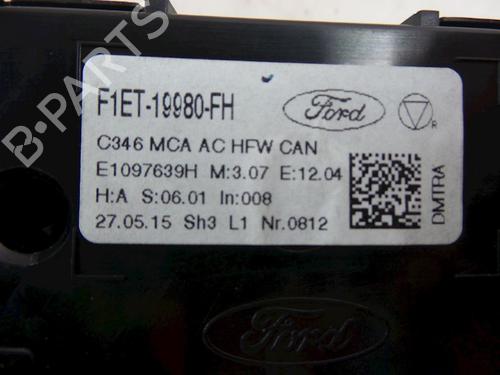 B-PARTS
F1ET-19980-FH
Ford
R
C346 MCA AC HFW CAN
E1097639H M:3.07 E:12.04
H:A S:06.01 In:008
27.05.15 Sh3 L1 Nr.0812
DMTRA
Ford